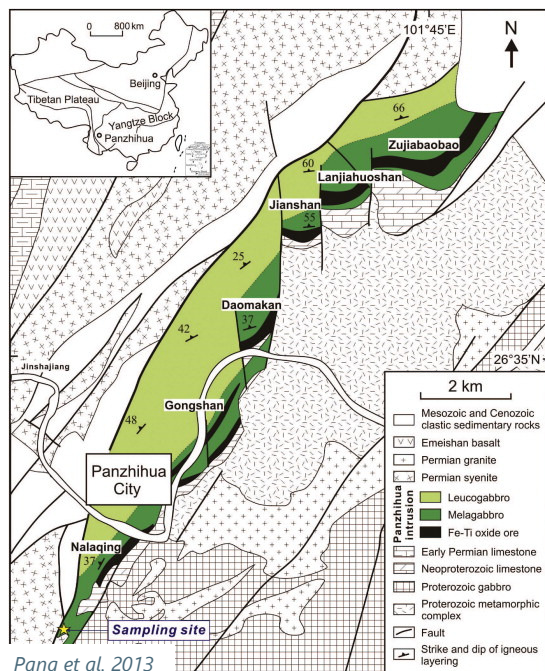 0 800 km
Beijing
Tibetan Plateau
Yangtze Block
Panzhihua
101°45'E
N
66
Zujiabaobao
60
Lanjiahuoshan
Jianshan
55
25
Daomakan
37
42
Jinshajiang
26°35'N
Gongshan
48
Panzhihua
City
Nalaqing
37
Sampling site
2 km
Mesozoic and Cenozoic
clastic sedimentary rocks
Emeishan basalt
Permian granite
Permian syenite
Panzhihua
intrusion
Leucogabbro
Melagabbro
Fe-Ti oxide ore
Early Permian limestone
Neoproterozoic limestone
Proterozoic gabbro
Proterozoic metamorphic
complex
Fault
Strike and dip of igneous
layering
Pang et al. 2013